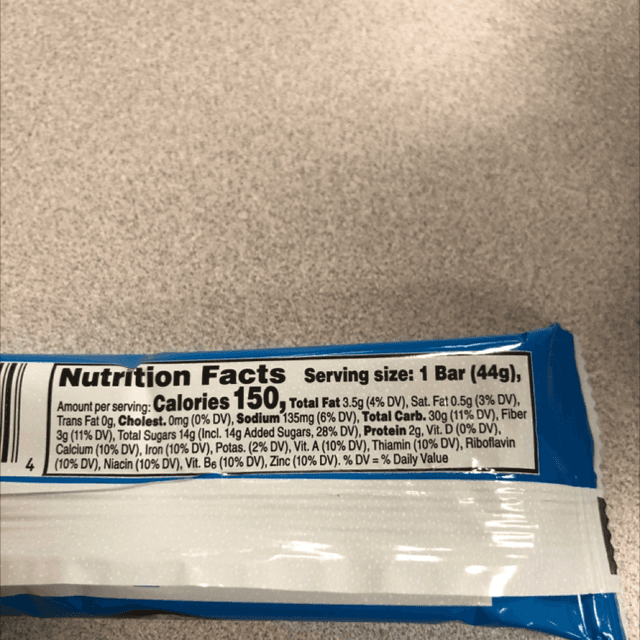 Nutrition Facts Serving size: 1 Bar (44g),
Amount per serving: Calories 150, Total Fat 3.5g (4% DV), Sat. Fat 0.5g (3% DV),
Trans Fat 0g, Cholest. 0mg (0% DV), Sodium 135mg (6% DV), Total Carb. 30g (11% DV), Fiber
3g (11% DV), Total Sugars 14g (Incl. 14g Added Sugars, 28% DV), Protein 2g, Vit. D (0% DV),
Calcium (10% DV), Iron (10% DV), Potas. (2% DV), Vit. A (10% DV), Thiamin (10% DV), Riboflavin
(10% DV), Niacin (10% DV), Vit. B6 (10% DV), Zinc (10% DV). % DV = % Daily Value
4